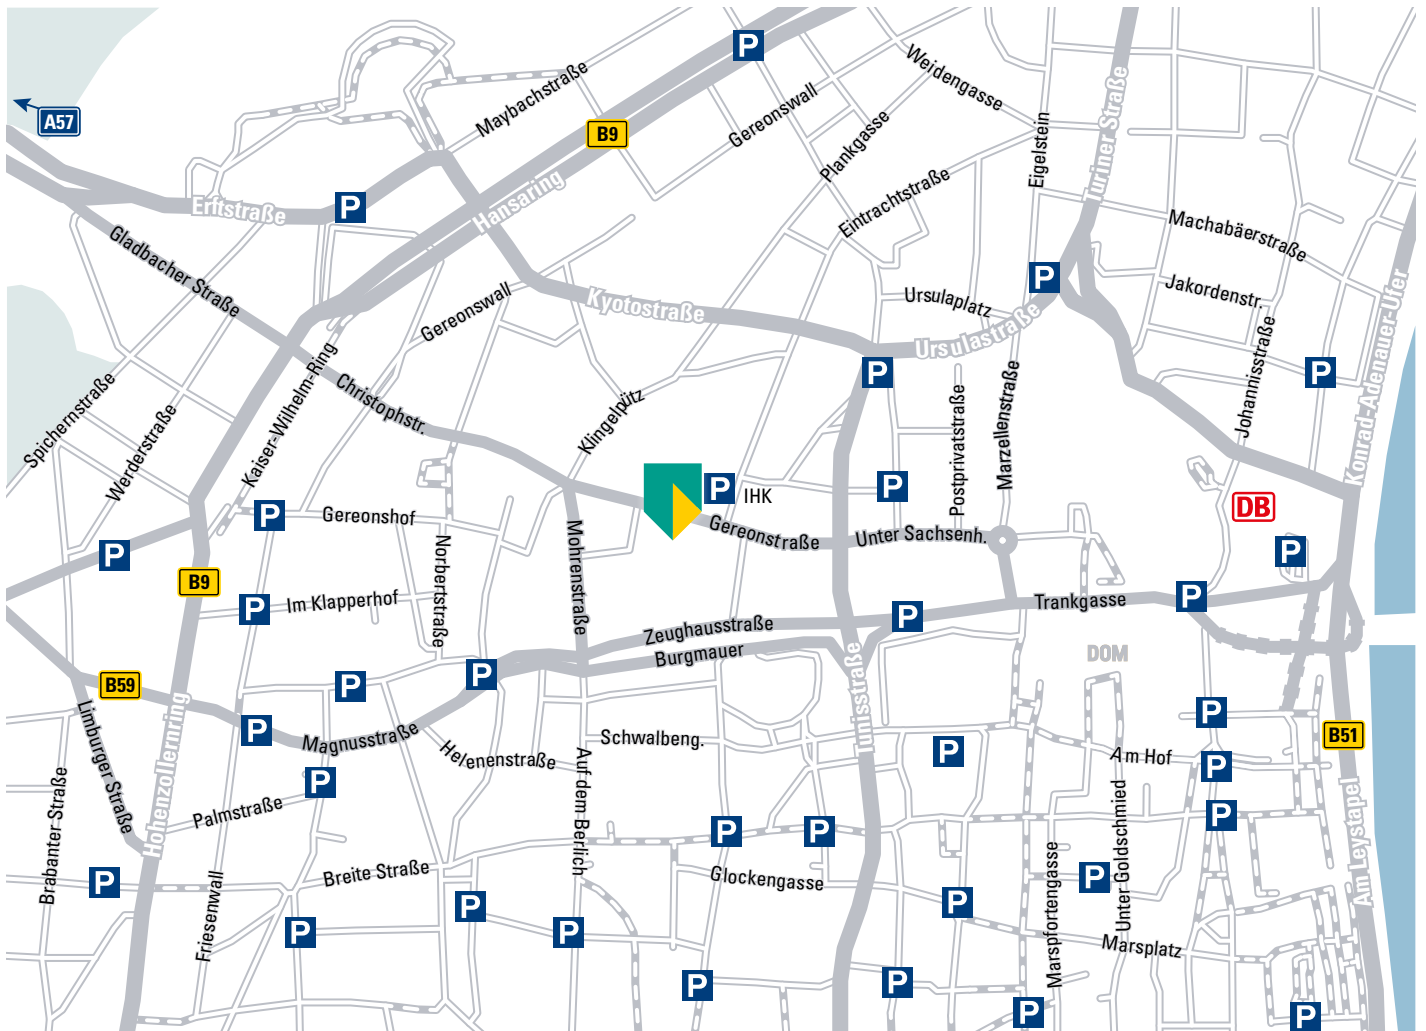 P
Weidengasse
Maybachstraße
A57
B9
Gereonswall
Plankgasse
Eigelstein
Turiner Straße
Erftstraße
P
Hansaring
Eintrachtstraße
Machabäerstraße
Gladbacher Straße
Gereonswall
Kyotostraße
P
Ursulaplatz
Ursulastraße
Jakordenstr.
Konrad-Adenauer-Ufer
Spichernstraße
Werderstraße
Kaiser-Wilhelm-Ring
Christophstr.
Klingelpütz
P
Postprivatstraße
Marzellenstraße
Johannisstraße
P
P
IHK
P
DB
P
Gereonshof
Mohrenstraße
Gereonstraße
Unter Sachsenh.
P
P
B9
Norbertstraße
P
Im Klapperhof
Zeughausstraße
Burgmauer
P
Trankgasse
P
DOM
B59
P
P
Tunisstraße
P
B51
Limburger Straße
Hohenzollernring
P
Magnusstraße
Helenenstraße
Schwalbeng.
P
Am Hof
P
Brabanter Straße
Palmstraße
P
Auf dem Berlich
P
P
P
Unter Goldschmied
Am Leystapel
P
Friesenwall
Breite Straße
Glockengasse
P
Marspfortengasse
P
P
P
P
Marsplatz
P
P
P
P